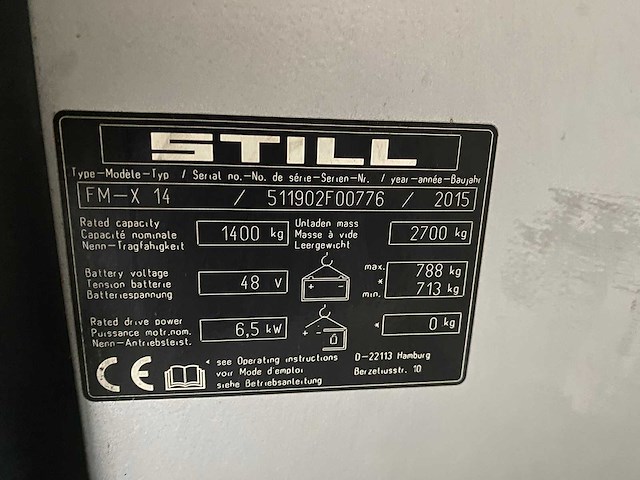 STILL
Type-Modèle-Typ / Serial no.-No. de série-Serien-Nr. / year-année-Baujahr
FM-X 14 / 511902F00776 / 2015
Rated capacity
Capacité nominale
Nenn-Tragfähigkeit
1400 kg
Unladen mass
Masse à vide
Leergewicht
2700 kg
Battery voltage
Tension batterie
Batteriespannung
48 V
+ -
max. 788 kg
*
min. 713 kg
Rated drive power
Puissance motr.nom.
Nenn-Antriebsleist.
6,5 kW
+ -
* 0 kg
CE
* see Operating instructions
voir Mode d'emploi
siehe Betriebsanleitung
D-22113 Hamburg
Berzeliusstr. 10